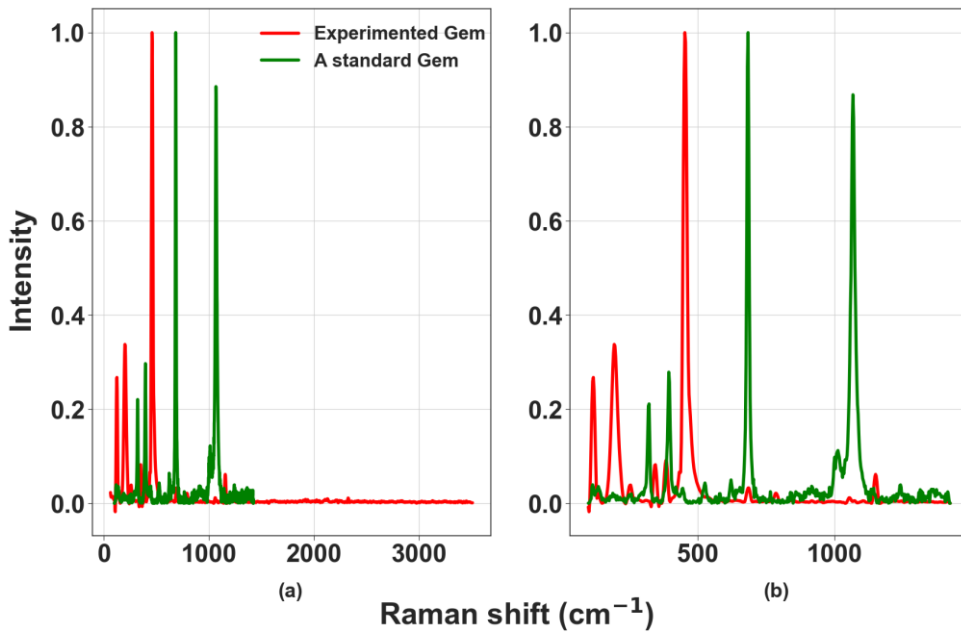 Experimented Gem
A standard Gem
Intensity
1.0
0.8
0.6
0.4
0.2
0.0
0 1000 2000 3000
(a)
1.0
0.8
0.6
0.4
0.2
0.0
500 1000
(b)
Raman shift (cm⁻¹)